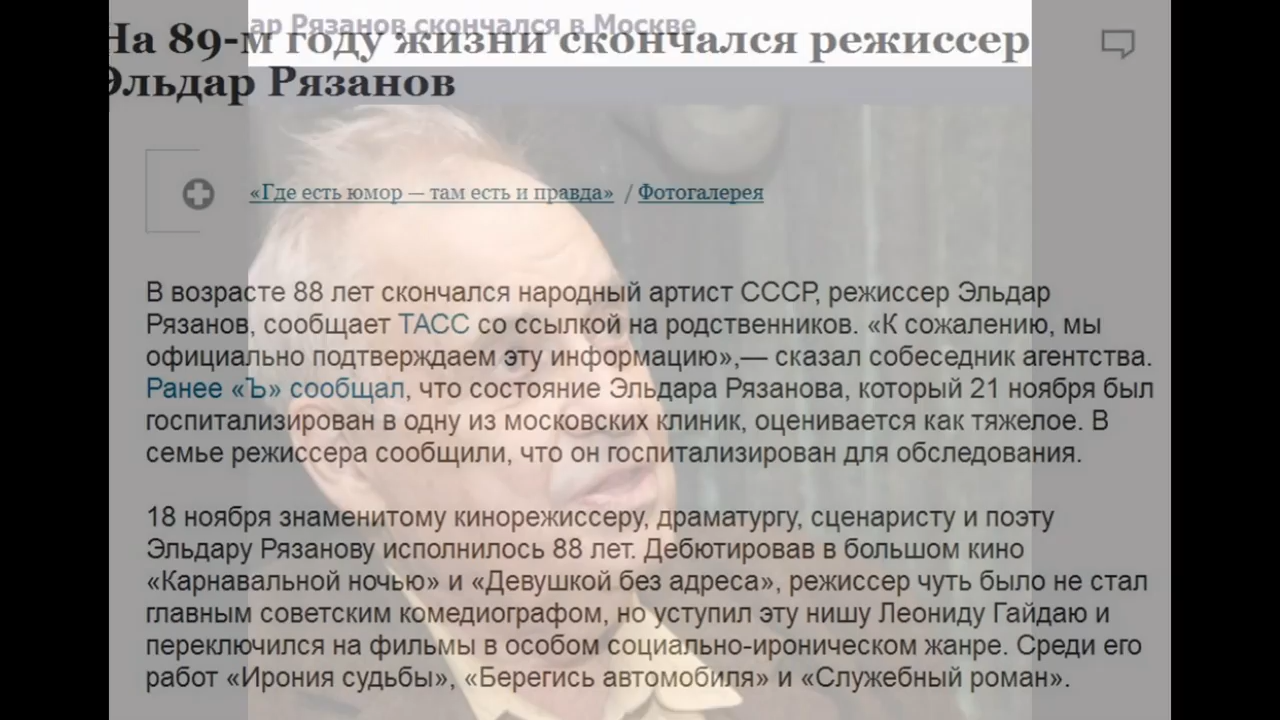 ар Рязанов скончался в Москве
На 89-м году жизни скончался режиссер
Эльдар Рязанов
«Где есть юмор — там есть и правда» / Фотогалерея
В возрасте 88 лет скончался народный артист СССР, режиссер Эльдар
Рязанов, сообщает ТАСС со ссылкой на родственников. «К сожалению, мы
официально подтверждаем эту информацию»,— сказал собеседник агентства.
Ранее «Ъ» сообщал, что состояние Эльдара Рязанова, который 21 ноября был
госпитализирован в одну из московских клиник, оценивается как тяжелое. В
семье режиссера сообщили, что он госпитализирован для обследования.
18 ноября знаменитому кинорежиссеру, драматургу, сценаристу и поэту
Эльдару Рязанову исполнилось 88 лет. Дебютировав в большом кино
«Карнавальной ночью» и «Девушкой без адреса», режиссер чуть было не стал
главным советским комедиографом, но уступил эту нишу Леониду Гайдаю и
переключился на фильмы в особом социально-ироническом жанре. Среди его
работ «Ирония судьбы», «Берегись автомобиля» и «Служебный роман».